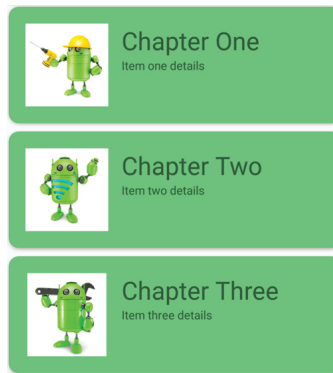 Chapter One
Item one details
Chapter Two
Item two details
Chapter Three
Item three details